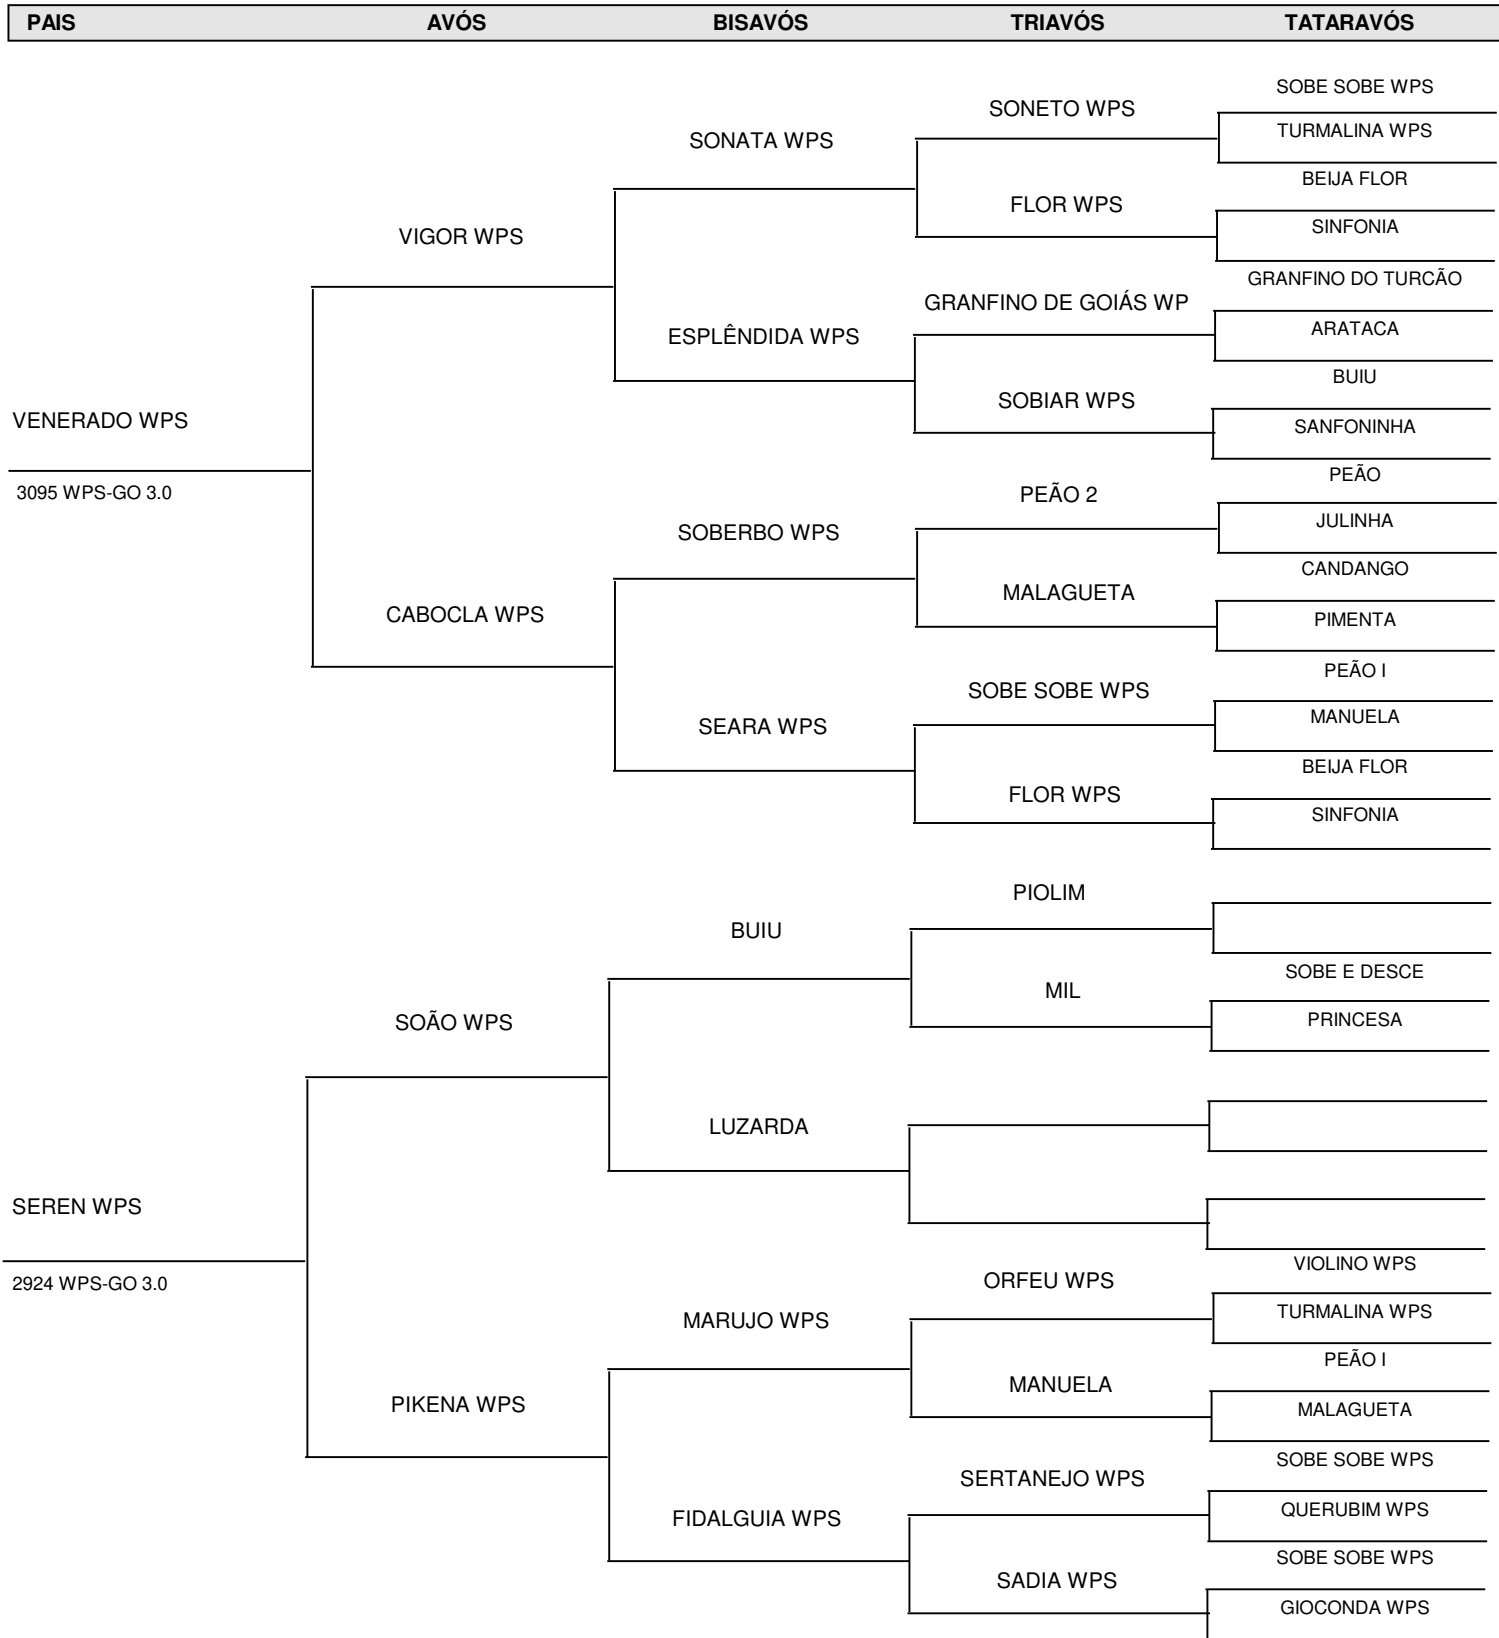 PAIS AVÓS BISAVÓS TRIAVÓS TATARAVÓS
SOBE SOBE WPS
SONETO WPS
TURMALINA WPS
SONATA WPS
BEIJA FLOR
FLOR WPS
SINFONIA
VIGOR WPS
GRANFINO DO TURCÃO
GRANFINO DE GOIÁS WP
ARATACA
ESPLÊNDIDA WPS
BUIU
SOBIAR WPS
VENERADO WPS
SANFONINHA
PEÃO
3095 WPS-GO 3.0
PEÃO 2
JULINHA
SOBERBO WPS
CANDANGO
MALAGUETA
CABOCLA WPS
PIMENTA
PEÃO I
SOBE SOBE WPS
MANUELA
SEARA WPS
BEIJA FLOR
FLOR WPS
SINFONIA
PIOLIM
BUIU
SOBE E DESCE
MIL
PRINCESA
SOÃO WPS
LUZARDA
SEREN WPS
VIOLINO WPS
2924 WPS-GO 3.0
ORFEU WPS
TURMALINA WPS
MARUJO WPS
PEÃO I
MANUELA
PIKENA WPS
MALAGUETA
SOBE SOBE WPS
SERTANEJO WPS
QUERUBIM WPS
FIDALGUIA WPS
SOBE SOBE WPS
SADIA WPS
GIOCONDA WPS